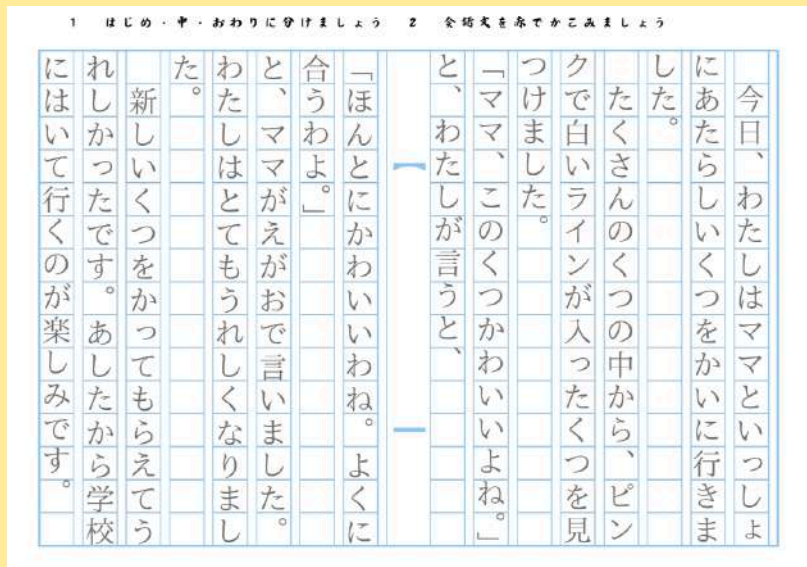 1 はじめ・中・おわりに分けましょう 2 会話文を赤でかこみましょう
今日、わたしはママといっしょ
にあたらしいくつをかいに行きま
した。
たくさんのくつの中から、ピン
クで白いラインが入ったくつを見
つけました。
「ママ、このくつかわいいよね。」
と、わたしが言うと、
「ほんとにかわいいわね。よくに
合うわよ。」
と、ママがえがおで言いました。
わたしはとてもうれしくなりまし
た。
新しいくつをかってもらえてう
れしかったです。あしたから学校
にはいて行くのが楽しみです。